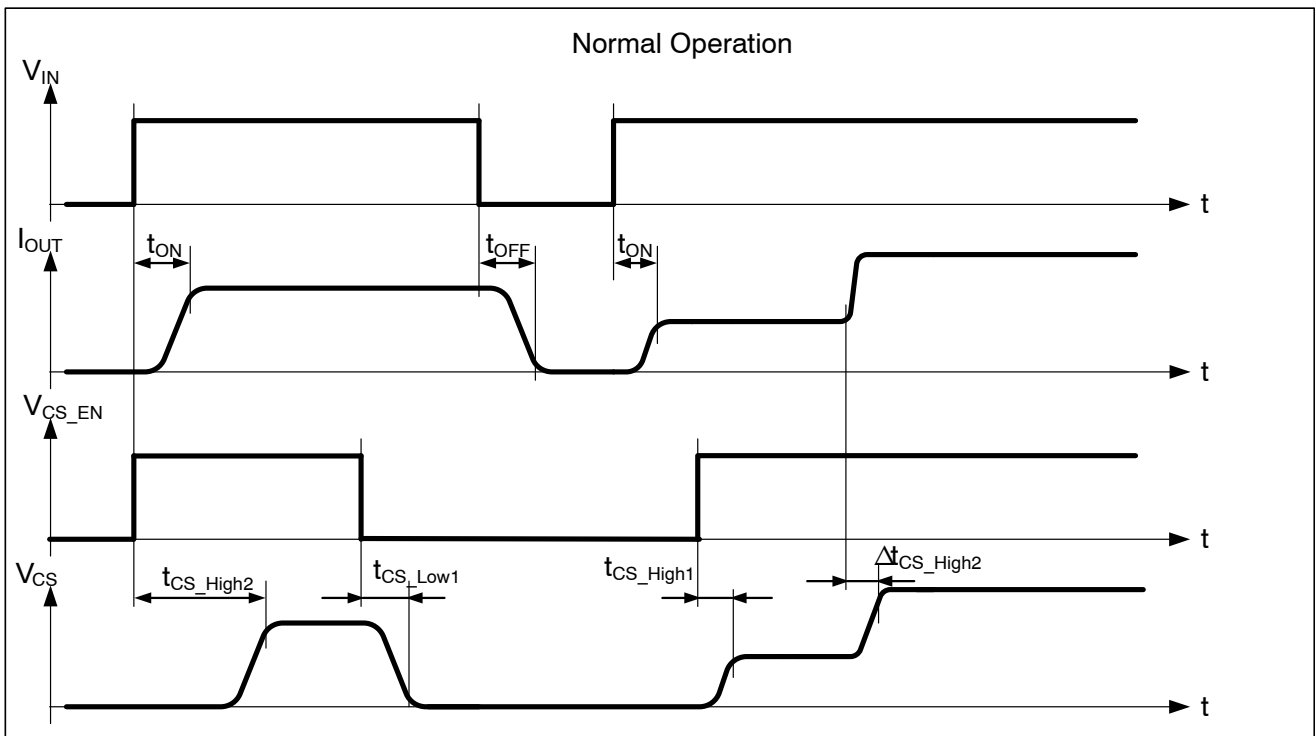 Normal Operation
V_IN
t
I_OUT
t_ON
t_OFF
t_ON
t
V_CS_EN
t
V_CS
t_CS_High2
t_CS_Low1
t_CS_High1
Δt_CS_High2
t